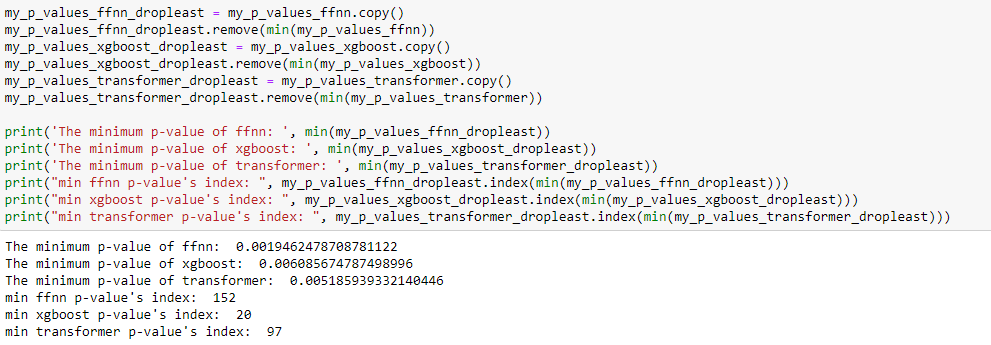 my_p_values_ffnn_dropleast = my_p_values_ffnn.copy()
my_p_values_ffnn_dropleast.remove(min(my_p_values_ffnn))
my_p_values_xgboost_dropleast = my_p_values_xgboost.copy()
my_p_values_xgboost_dropleast.remove(min(my_p_values_xgboost))
my_p_values_transformer_dropleast = my_p_values_transformer.copy()
my_p_values_transformer_dropleast.remove(min(my_p_values_transformer))
print('The minimum p-value of ffnn: ', min(my_p_values_ffnn_dropleast))
print('The minimum p-value of xgboost: ', min(my_p_values_xgboost_dropleast))
print('The minimum p-value of transformer: ', min(my_p_values_transformer_dropleast))
print("min ffnn p-value's index: ", my_p_values_ffnn_dropleast.index(min(my_p_values_ffnn_dropleast)))
print("min xgboost p-value's index: ", my_p_values_xgboost_dropleast.index(min(my_p_values_xgboost_dropleast)))
print("min transformer p-value's index: ", my_p_values_transformer_dropleast.index(min(my_p_values_transformer_dropleast)))
The minimum p-value of ffnn:  0.0019462478708781122
The minimum p-value of xgboost:  0.006085674787498996
The minimum p-value of transformer:  0.005185939332140446
min ffnn p-value's index:  152
min xgboost p-value's index:  20
min transformer p-value's index:  97